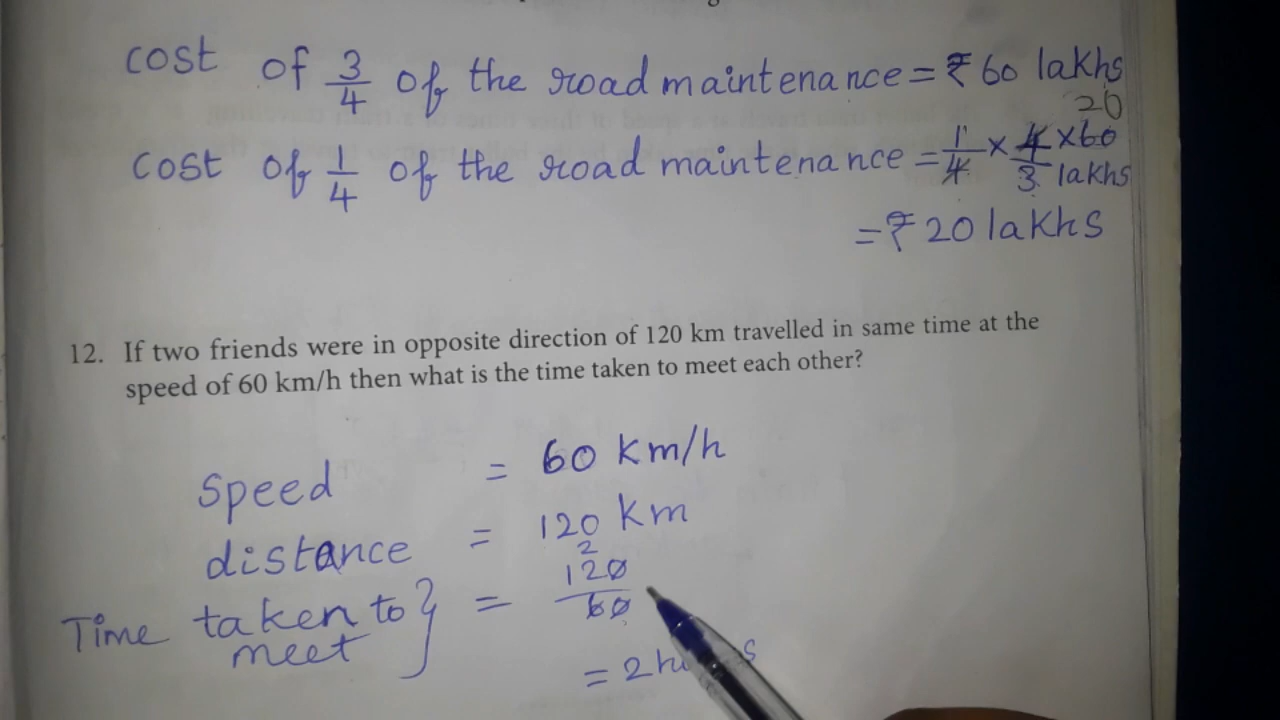 cost of 3/4 of the road maintenance = ₹ 60 lakhs
20
cost of 1/4 of the road maintenance = 1/4 × 4/3 × 60 lakhs
= ₹ 20 lakhs
12. If two friends were in opposite direction of 120 km travelled in same time at the
speed of 60 km/h then what is the time taken to meet each other?
Speed = 60 km/h
distance = 120 km
2
Time taken to meet } = 120/60
= 2